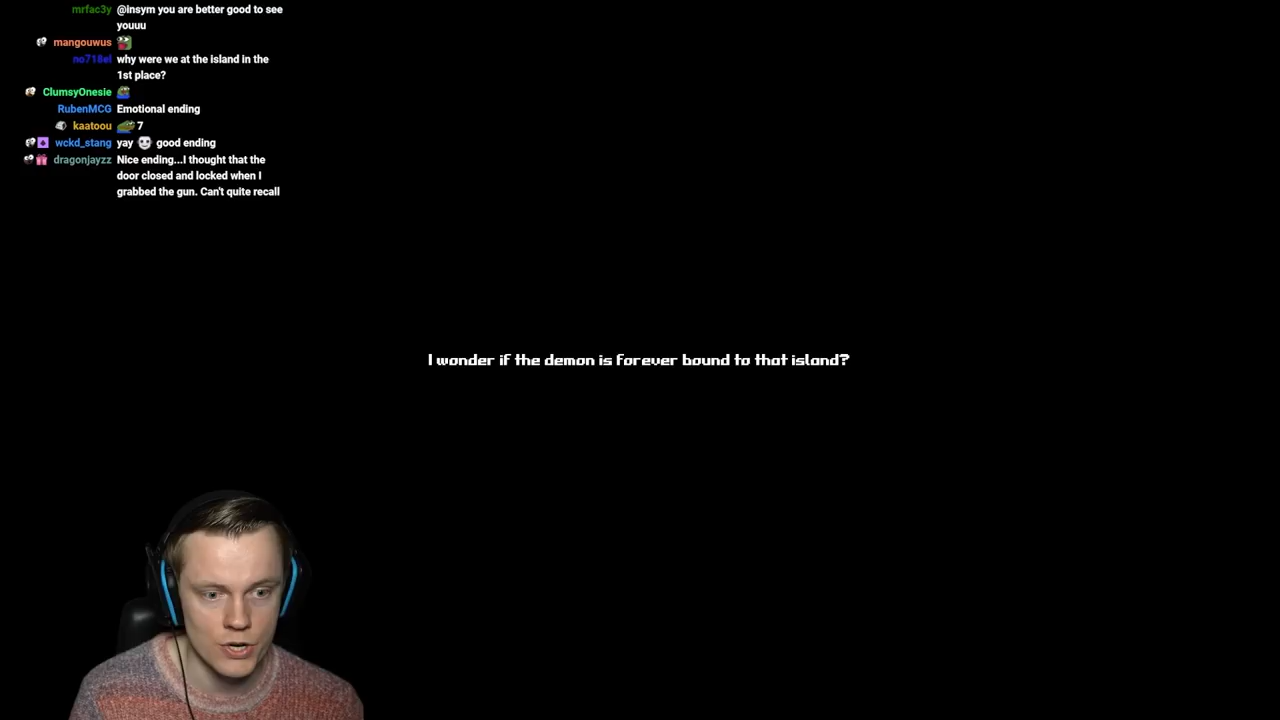 mrfac3y @insym you are better good to see
youuu
mangouwus
no718el why were we at the island in the
1st place?
ClumsyOnesie
RubenMCG Emotional ending
kaatoou 7
wckd_stang yay good ending
dragonjayzz Nice ending...I thought that the
door closed and locked when I
grabbed the gun. Can't quite recall
I wonder if the demon is forever bound to that island?